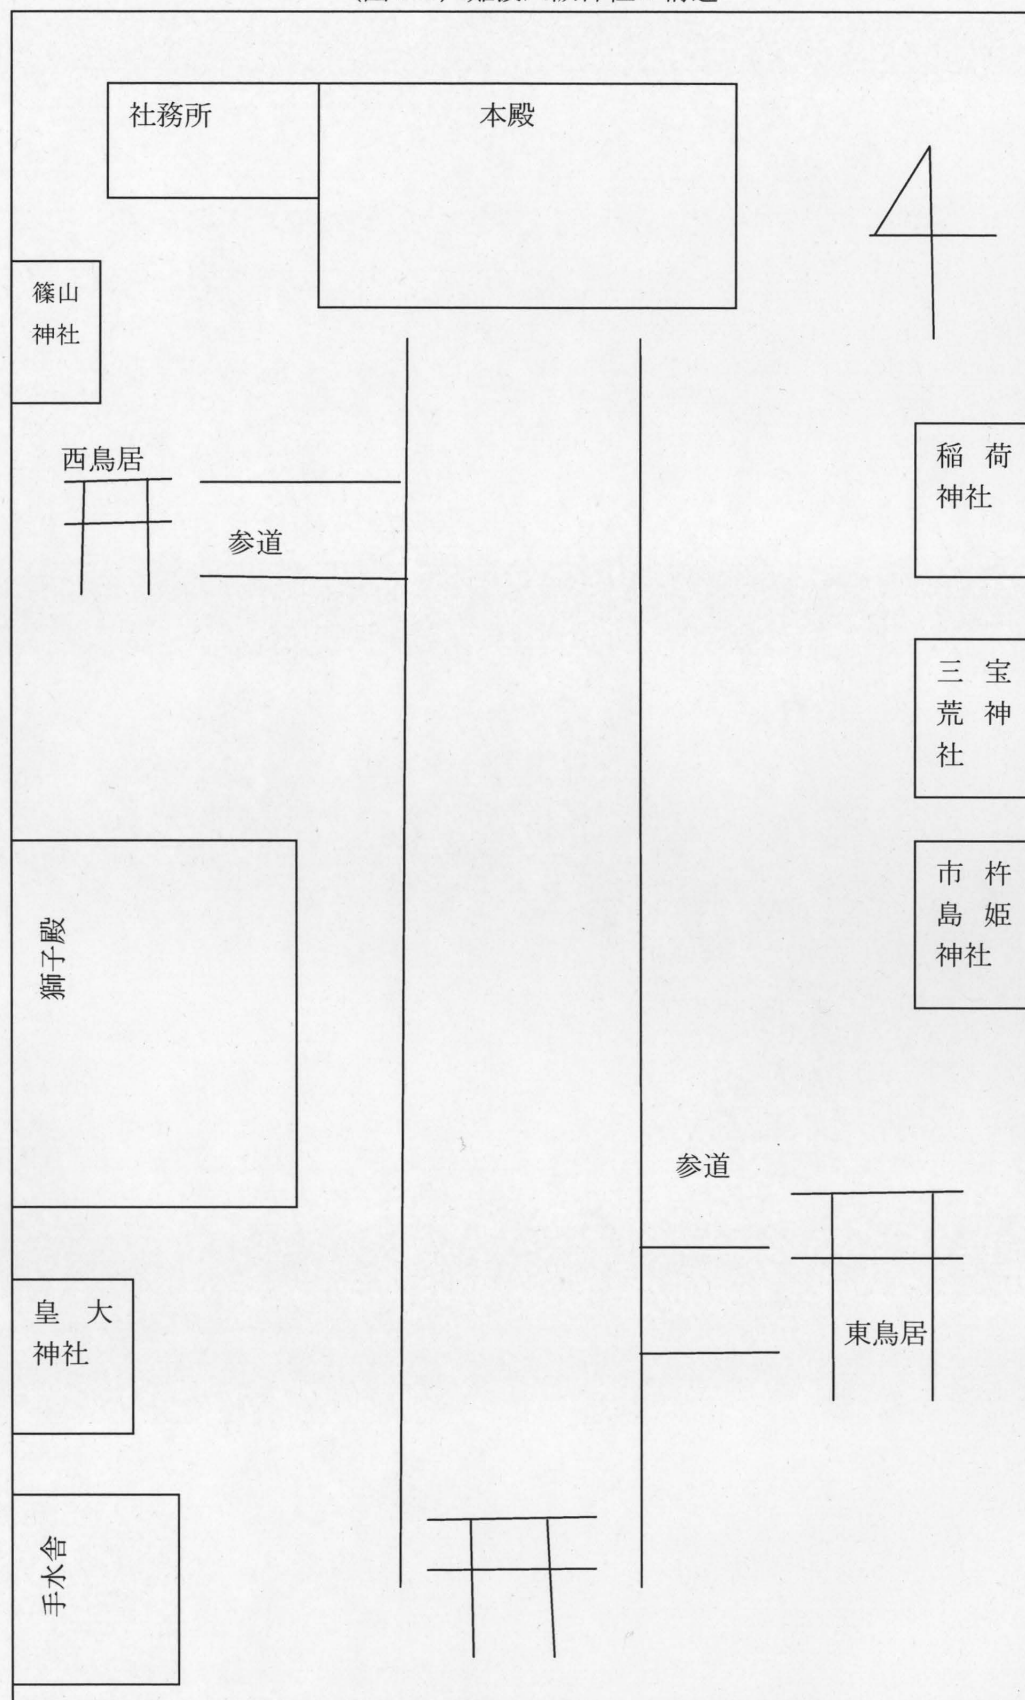 社務所
本殿
篠山
神社
西鳥居
参道
稲荷
神社
三宝
荒神
社
獅子殿
市杵
島姫
神社
参道
東鳥居
皇大
神社
手水舎